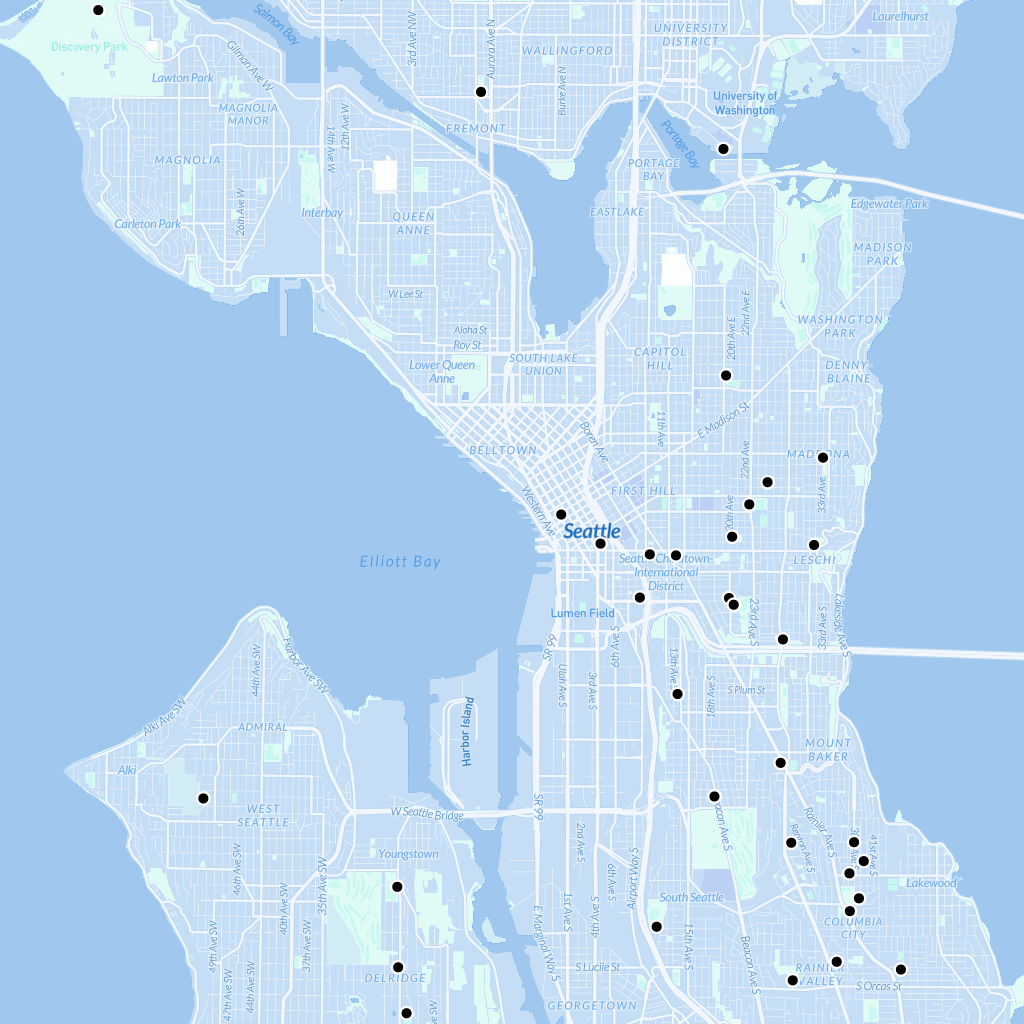 Salmon Bay
Laurelhurst
Discovery Park
3rd Ave NW
Aurora Ave N
UNIVERSITY
DISTRICT
WALLINGFORD
Gilman Ave W
Lawton Park
Burke Ave N
University of
Washington
MAGNOLIA
MANOR
12th Ave W
14th Ave W
FREMONT
Portage Bay
MAGNOLIA
PORTAGE
BAY
26th Ave W
Interbay
QUEEN
ANNE
EASTLAKE
Edgewater Park
Carleton Park
MADISON
PARK
W Lee St
22nd Ave E
20th Ave E
WASHINGTON
PARK
Aloha St
Roy St
Lower Queen
Anne
SOUTH LAKE
UNION
CAPITOL
HILL
DENNY-
BLAINE
11th Ave
E Madison St
Boren Ave
BELLTOWN
22nd Ave
33rd Ave
FIRST HILL
Western Ave
20th Ave
Seattle
Elliott Bay
International
District
LESCHI
Lumen Field
23rd Ave S
33rd Ave S
Lakeside Ave S
6th Ave S
SR 99
Harbor Ave SW
44th Ave SW
13th Ave S
18th Ave S
S Plum St
Utah Ave S
3rd Ave S
Alki Ave SW
ADMIRAL
Harbor Island
MOUNT
BAKER
Alki
WEST
SEATTLE
W Seattle Bridge
SR 99
2nd Ave S
6th Ave S
Airport Way S
Rainier Ave S
Renton Ave S
41st Ave S
Youngstown
46th Ave SW
40th Ave SW
35th Ave SW
Lakewood
South Seattle
1st Ave S
4th Ave S
E Marginal Way S
15th Ave S
Beacon Ave S
COLUMBIA
CITY
49th Ave SW
37th Ave SW
47th Ave SW
44th Ave SW
DELRIDGE
S Lucile St
RAINIER
VALLEY
S Orcas St
GEORGETOWN